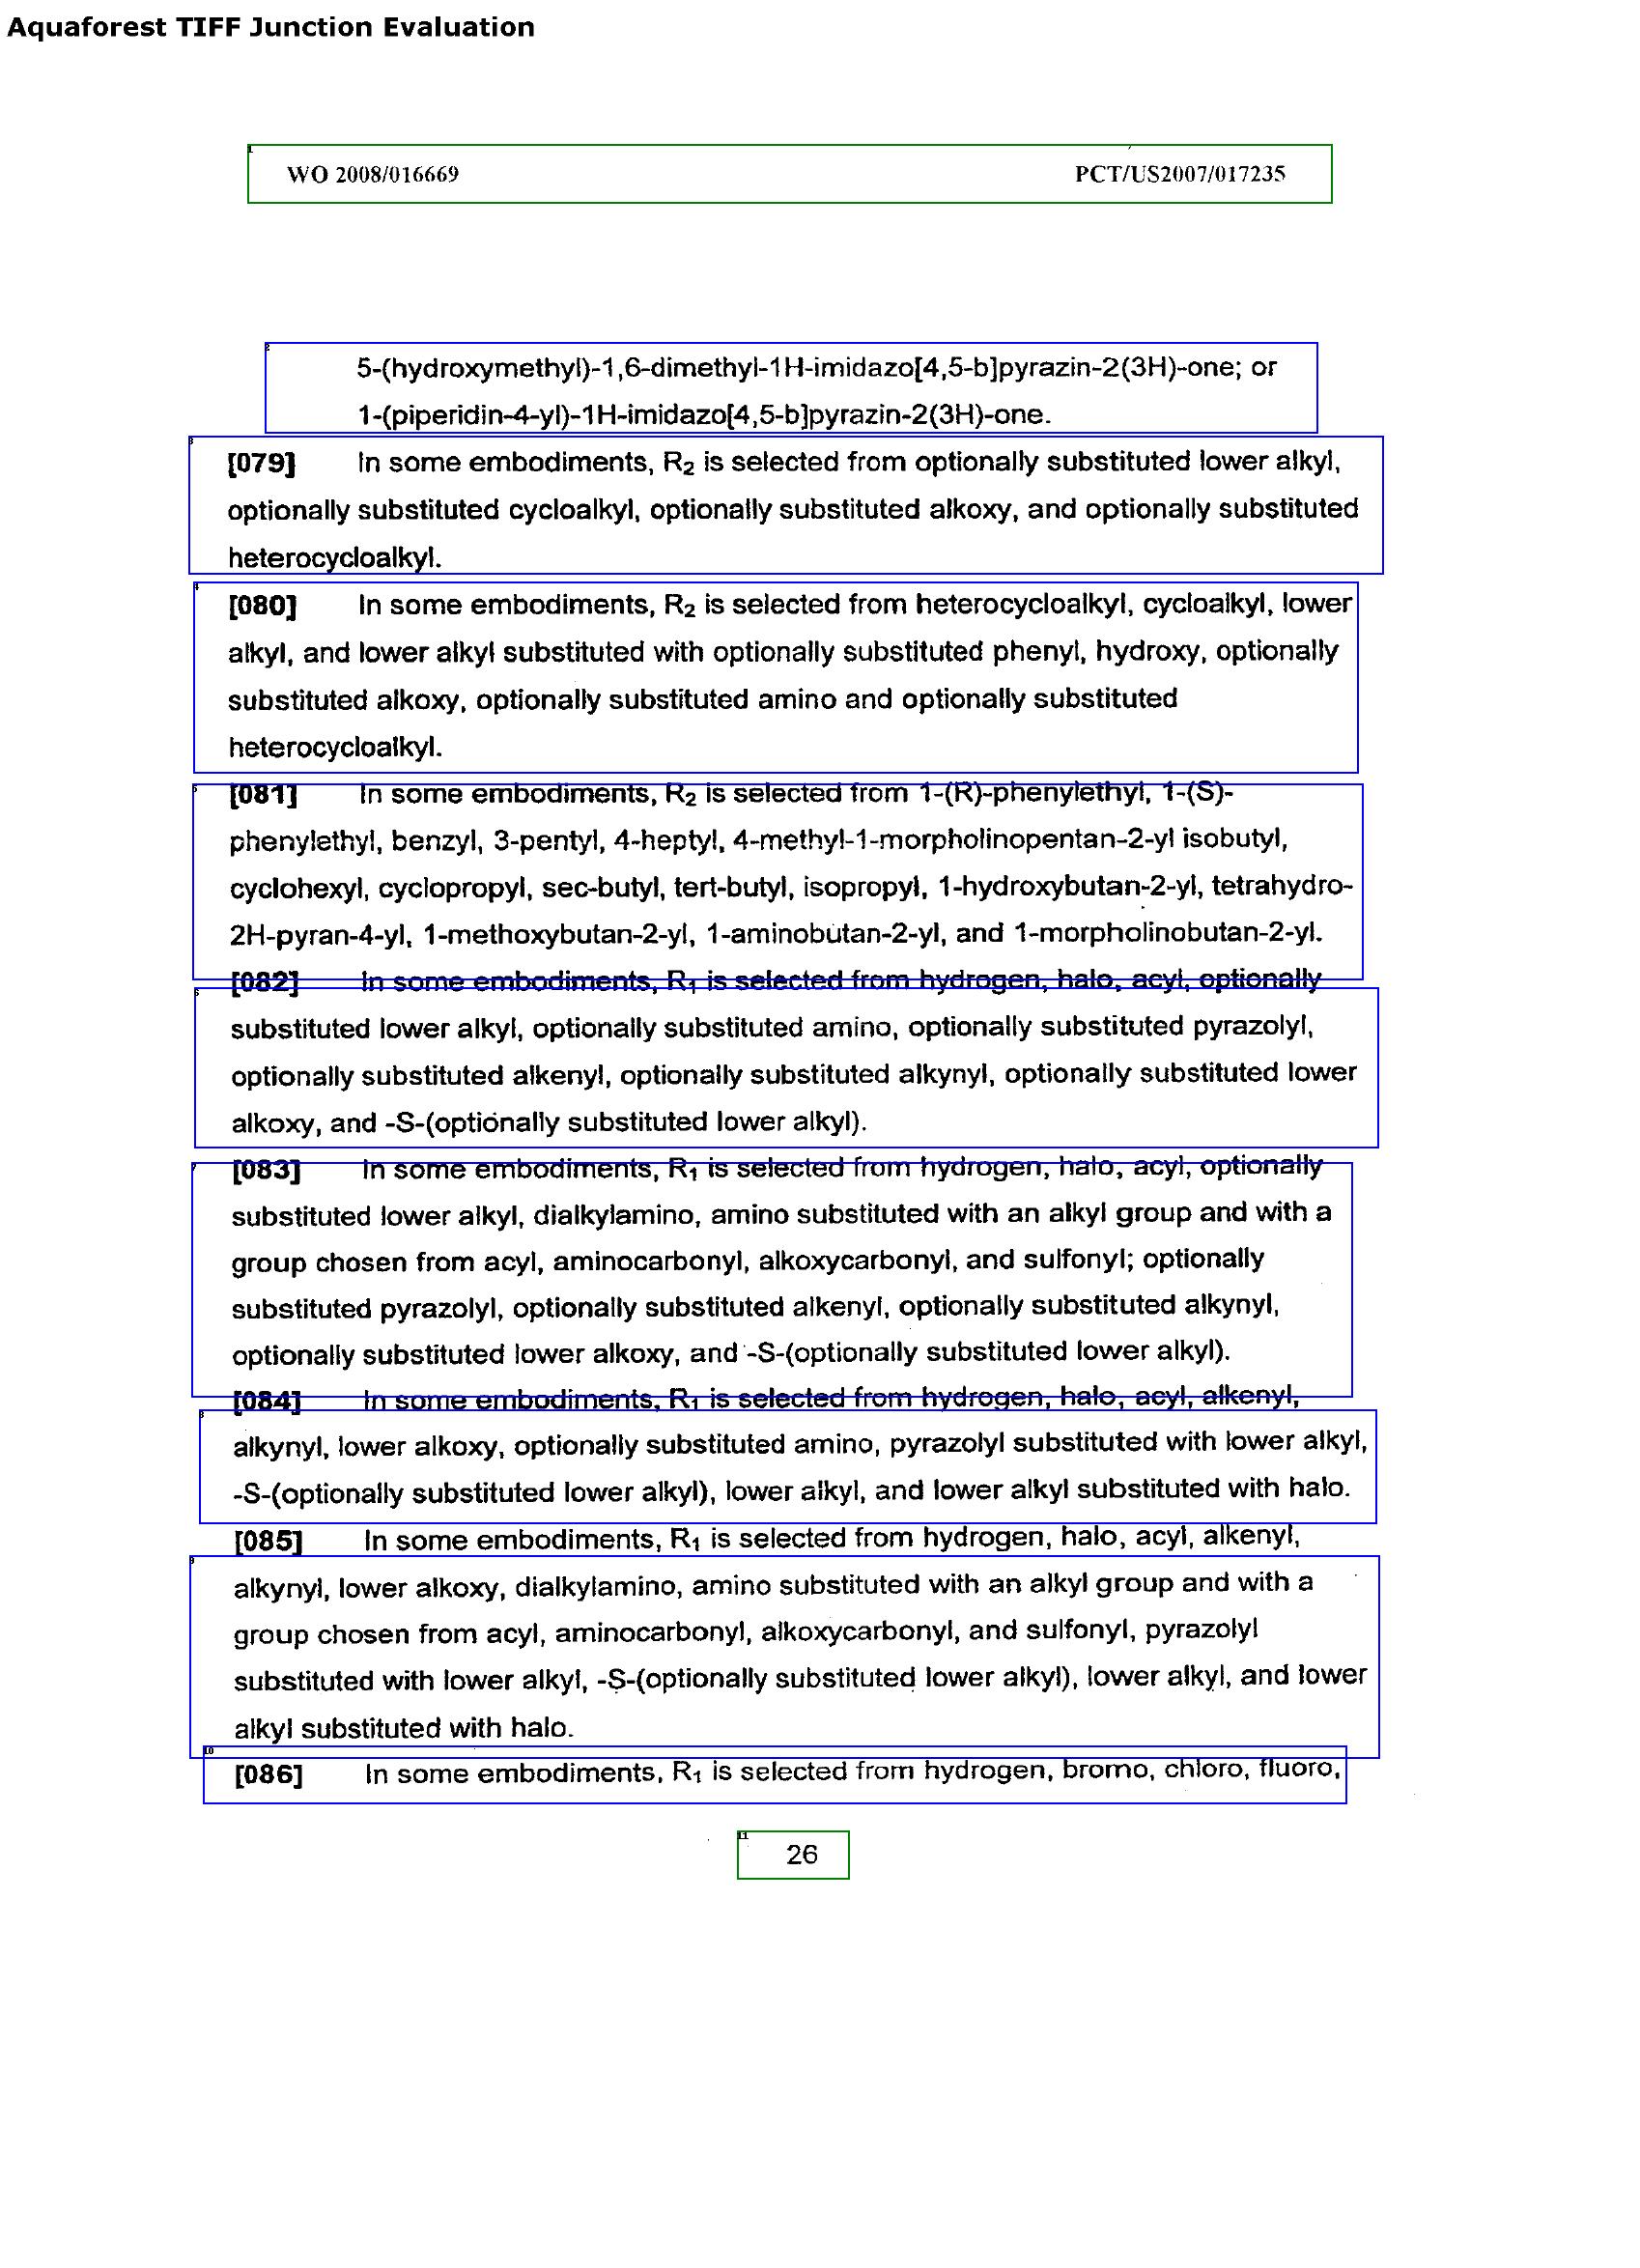 Aquaforest TIFF Junction Evaluation
WO 2008/016669 PCT/US2007/017235
5-(hydroxymethyl)-1,6-dimethyl-1H-imidazo[4,5-b]pyrazin-2(3H)-one; or
1-(piperidin-4-yl)-1H-imidazo[4,5-b]pyrazin-2(3H)-one.
[079] In some embodiments, R2 is selected from optionally substituted lower alkyl,
optionally substituted cycloalkyl, optionally substituted alkoxy, and optionally substituted
heterocycloalkyl.
[080] In some embodiments, R2 is selected from heterocycloalkyl, cycloalkyl, lower
alkyl, and lower alkyl substituted with optionally substituted phenyl, hydroxy, optionally
substituted alkoxy, optionally substituted amino and optionally substituted
heterocycloalkyl.
[081] In some embodiments, R2 is selected from 1-(R)-phenylethyl, 1-(S)-
phenylethyl, benzyl, 3-pentyl, 4-heptyl, 4-methyl-1-morpholinopentan-2-yl isobutyl,
cyclohexyl, cyclopropyl, sec-butyl, tert-butyl, isopropyl, 1-hydroxybutan-2-yl, tetrahydro-
2H-pyran-4-yl, 1-methoxybutan-2-yl, 1-aminobutan-2-yl, and 1-morpholinobutan-2-yl.
[082] In some embodiments, R1 is selected from hydrogen, halo, acyl, optionally
substituted lower alkyl, optionally substituted amino, optionally substituted pyrazolyl,
optionally substituted alkenyl, optionally substituted alkynyl, optionally substituted lower
alkoxy, and -S-(optionally substituted lower alkyl).
[083] In some embodiments, R1 is selected from hydrogen, halo, acyl, optionally
substituted lower alkyl, dialkylamino, amino substituted with an alkyl group and with a
group chosen from acyl, aminocarbonyl, alkoxycarbonyl, and sulfonyl; optionally
substituted pyrazolyl, optionally substituted alkenyl, optionally substituted alkynyl,
optionally substituted lower alkoxy, and -S-(optionally substituted lower alkyl).
[084] In some embodiments, R1 is selected from hydrogen, halo, acyl, alkenyl,
alkynyl, lower alkoxy, optionally substituted amino, pyrazolyl substituted with lower alkyl,
-S-(optionally substituted lower alkyl), lower alkyl, and lower alkyl substituted with halo.
[085] In some embodiments, R1 is selected from hydrogen, halo, acyl, alkenyl,
alkynyl, lower alkoxy, dialkylamino, amino substituted with an alkyl group and with a
group chosen from acyl, aminocarbonyl, alkoxycarbonyl, and sulfonyl, pyrazolyl
substituted with lower alkyl, -S-(optionally substituted lower alkyl), lower alkyl, and lower
alkyl substituted with halo.
[086] In some embodiments, R1 is selected from hydrogen, bromo, chloro, fluoro,
26